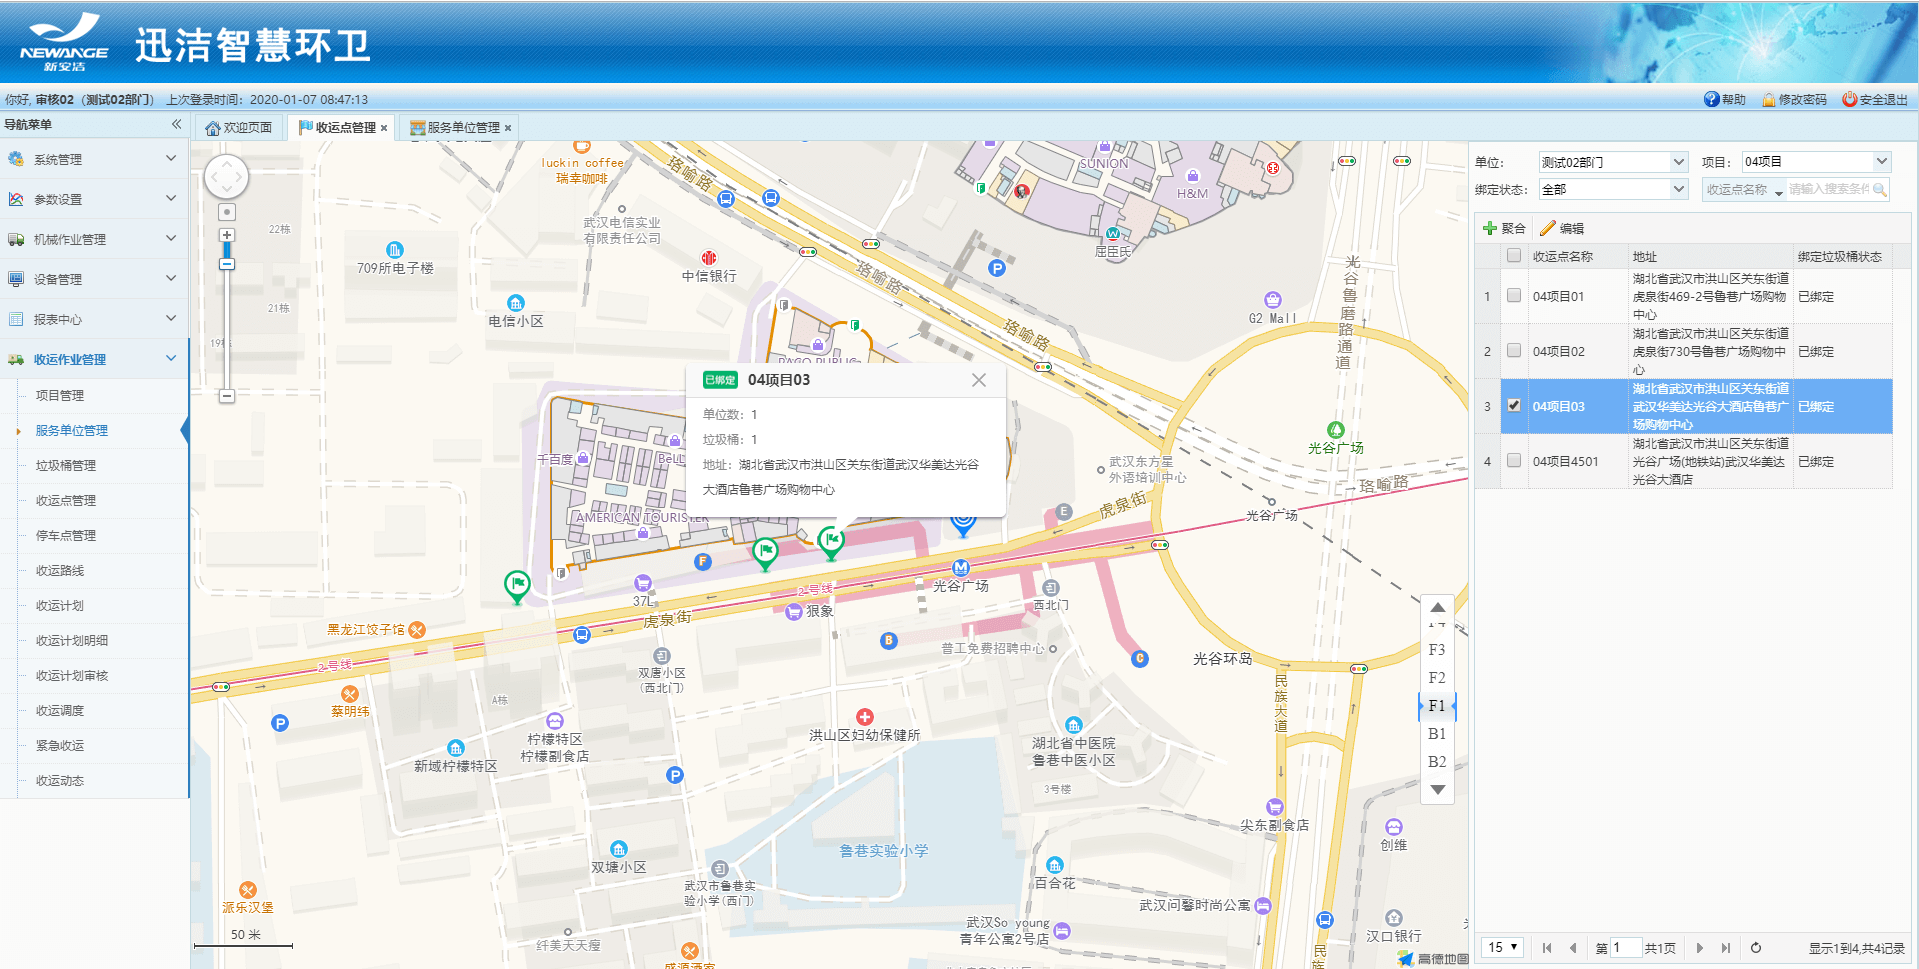 NEWANGE
新安洁
迅洁智慧环卫
你好, 审核02（测试02部门） 上次登录时间：2020-01-07 08:47:13
帮助 修改密码 安全退出
导航菜单
欢迎页面 收运点管理 服务单位管理
系统管理
参数设置
机械作业管理
设备管理
报表中心
收运作业管理
项目管理
服务单位管理
垃圾桶管理
收运点管理
停车点管理
收运路线
收运计划
收运计划明细
收运计划审核
收运调度
紧急收运
收运动态
luckin coffee
瑞幸咖啡
珞喻路
SUNION
H&M
屈臣氏
22栋
武汉电信实业
有限责任公司
709所电子楼
中信银行
珞喻路
光谷鲁磨路通道
21栋
电信小区
G2 Mall
珞喻路
19栋
已绑定 04项目03
单位数：1
垃圾桶：1
地址：湖北省武汉市洪山区关东街道武汉华美达光谷
大酒店鲁巷广场购物中心
千百度
AMERICAN TOURISTER
光谷广场
武汉东方星
外语培训中心
珞喻路
虎泉街
光谷广场
E
F
2号线
光谷广场
西北门
37L
狠象
虎泉街
黑龙江饺子馆
2号线
B
C
普工免费招聘中心
光谷环岛
双唐小区
(西北门)
A栋
蔡明纬
民族大道
柠檬特区
柠檬副食店
洪山区妇幼保健所
湖北省中医院
鲁巷中医小区
新域柠檬特区
3号楼
尖东副食店
创维
鲁巷实验小学
双塘小区
武汉市鲁巷实
验小学(西门)
百合花
派乐汉堡
武汉问馨时尚公寓
武汉So young
青年公寓2号店
汉口银行
纤美天天瘦
50 米
高德地图
F3
F2
F1
B1
B2
单位： 测试02部门 项目： 04项目
绑定状态： 全部 收运点名称 请输入搜索条件
聚合 编辑
收运点名称 地址 绑定垃圾桶状态
1 04项目01 湖北省武汉市洪山区关东街道
虎泉街469-2号鲁巷广场购物
中心 已绑定
2 04项目02 湖北省武汉市洪山区关东街道
虎泉街730号鲁巷广场购物中
心 已绑定
3 04项目03 湖北省武汉市洪山区关东街道
武汉华美达光谷大酒店鲁巷广
场购物中心 已绑定
4 04项目4501 湖北省武汉市洪山区关东街道
光谷广场(地铁站)武汉华美达
光谷大酒店 已绑定
15 第 1 共1页 显示1到4,共4记录